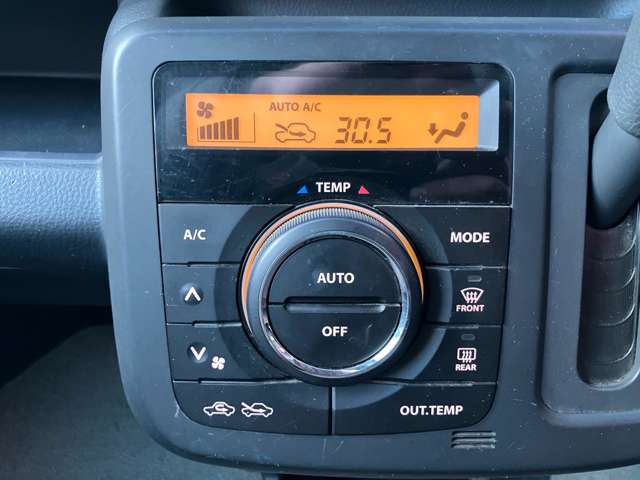 AUTO A/C
30.5
TEMP
A/C
MODE
AUTO
OFF
FRONT
REAR
OUT.TEMP